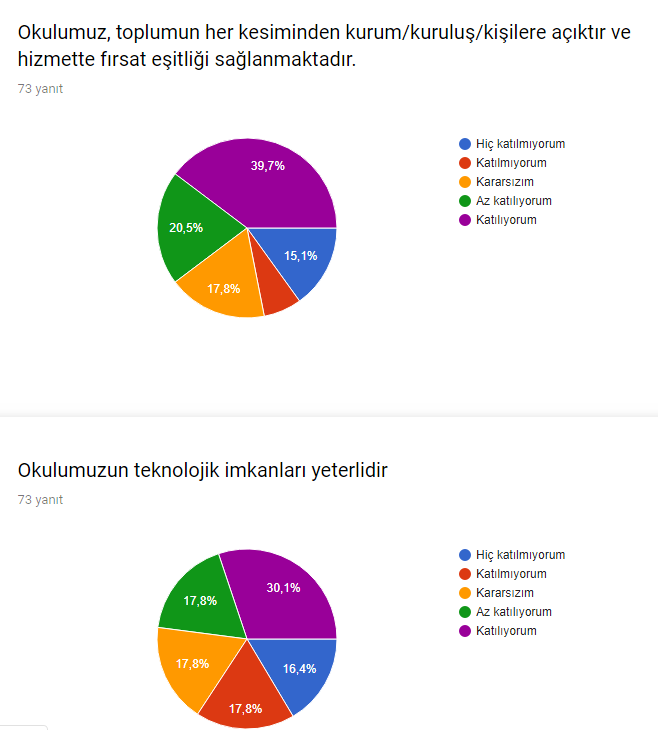 Okulumuz, toplumun her kesiminden kurum/kuruluş/kişilere açıktır ve
hizmette fırsat eşitliği sağlanmaktadır.
73 yanıt
39,7%
20,5%
15,1%
17,8%
Hiç katılmıyorum
Katılmıyorum
Kararsızım
Az katılıyorum
Katılıyorum
Okulumuzun teknolojik imkanları yeterlidir
73 yanıt
30,1%
17,8%
17,8%
16,4%
17,8%
Hiç katılmıyorum
Katılmıyorum
Kararsızım
Az katılıyorum
Katılıyorum